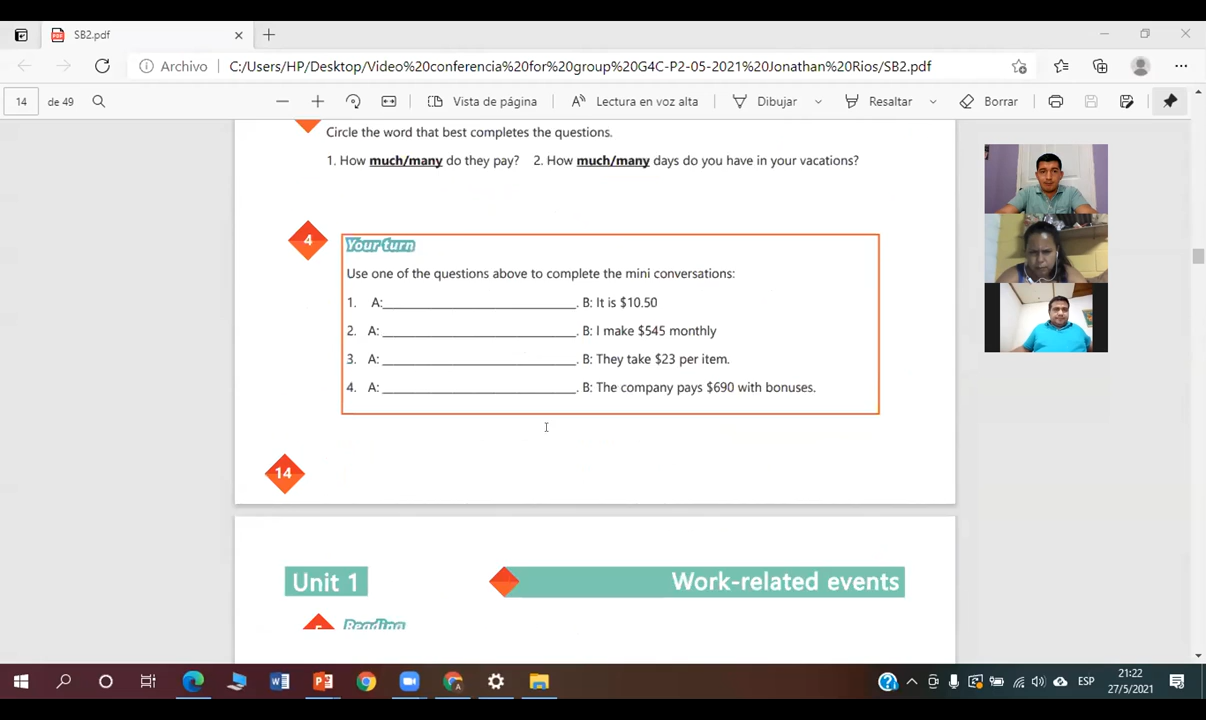 SB2.pdf
Archivo C:/Users/HP/Desktop/Video%20conferencia%20for%20group%20G4C-P2-05-2021%20Jonathan%20Rios/SB2.pdf
14 de 49 Vista de página Lectura en voz alta Dibujar Resaltar Borrar
Circle the word that best completes the questions.
1. How much/many do they pay? 2. How much/many days do you have in your vacations?
4 Your turn
Use one of the questions above to complete the mini conversations:
1. A:___________________________. B: It is $10.50
2. A: ___________________________. B: I make $545 monthly
3. A: ___________________________. B: They take $23 per item.
4. A: ___________________________. B: The company pays $690 with bonuses.
14
Unit 1 Work-related events
5 Reading
ESP 21:22
27/5/2021